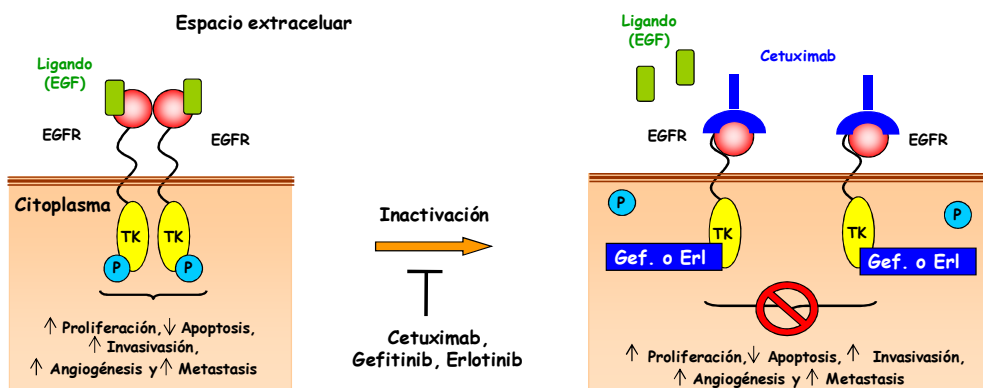 Espacio extraceluar
Ligando
(EGF)
EGFR
EGFR
Citoplasma
TK
TK
P
P
↑ Proliferación, ↓ Apoptosis,
↑ Invasivasión,
↑ Angiogénesis y ↑ Metastasis
Inactivación
Cetuximab,
Gefitinib, Erlotinib
Ligando
(EGF)
Cetuximab
EGFR
EGFR
P
P
TK
TK
Gef. o Erl
Gef. o Erl
↑ Proliferación, ↓ Apoptosis, ↑ Invasivasión,
↑ Angiogénesis y ↑ Metastasis